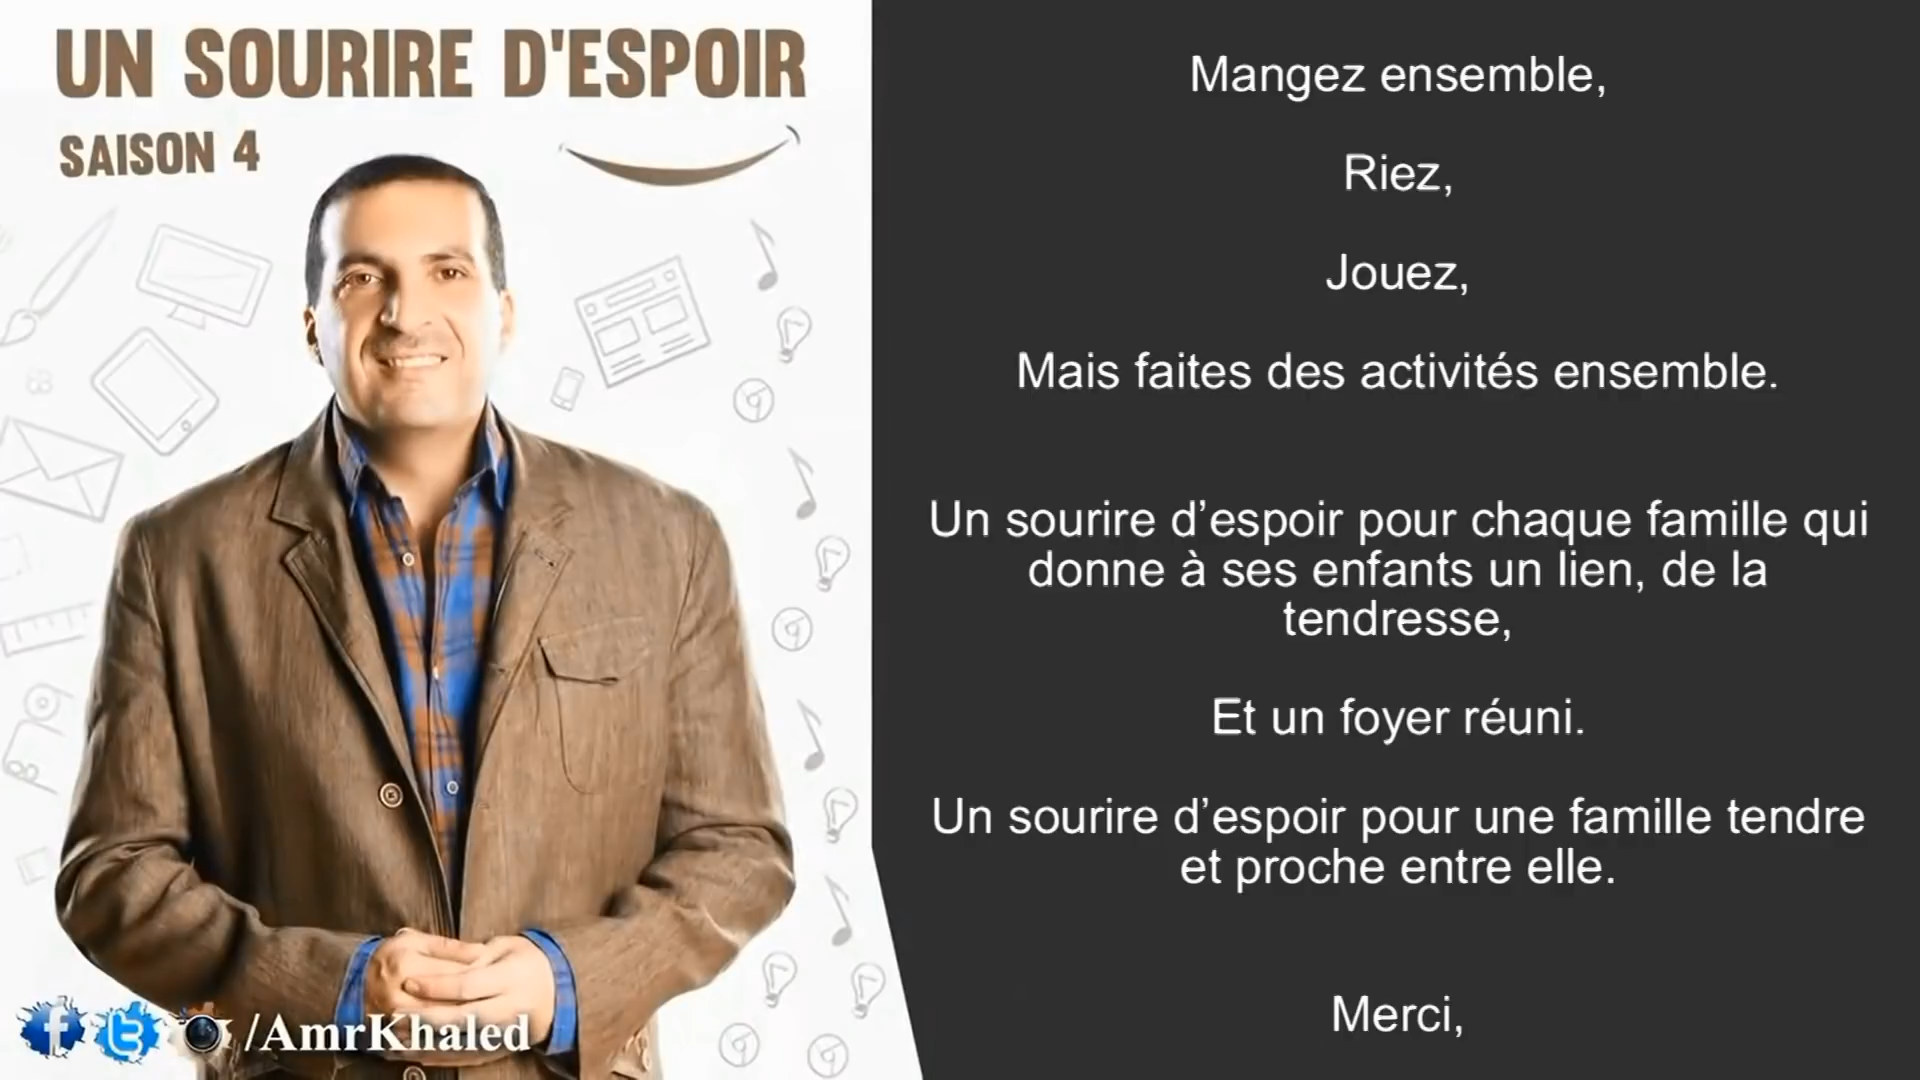 UN SOURIRE D'ESPOIR
SAISON 4
/AmrKhaled
Mangez ensemble,
Riez,
Jouez,
Mais faites des activités ensemble.
Un sourire d’espoir pour chaque famille qui
donne à ses enfants un lien, de la
tendresse,
Et un foyer réuni.
Un sourire d’espoir pour une famille tendre
et proche entre elle.
Merci,